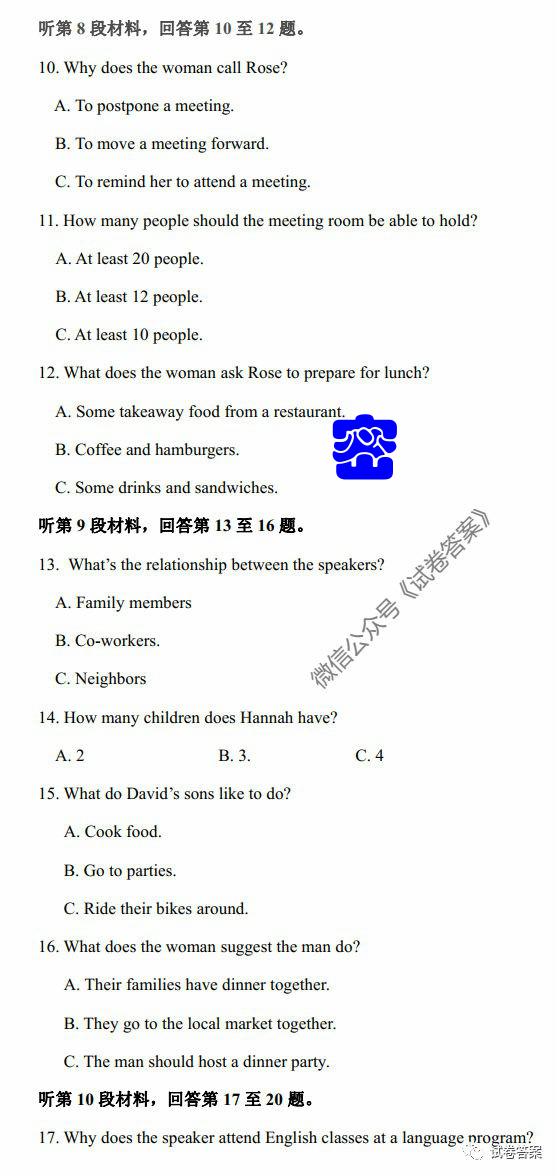 听第 8 段材料，回答第 10 至 12 题。
10. Why does the woman call Rose?
A. To postpone a meeting.
B. To move a meeting forward.
C. To remind her to attend a meeting.
11. How many people should the meeting room be able to hold?
A. At least 20 people.
B. At least 12 people.
C. At least 10 people.
12. What does the woman ask Rose to prepare for lunch?
A. Some takeaway food from a restaurant.
B. Coffee and hamburgers.
C. Some drinks and sandwiches.
听第 9 段材料，回答第 13 至 16 题。
13. What’s the relationship between the speakers?
A. Family members
B. Co-workers.
C. Neighbors
微信公众号《试卷答案》
14. How many children does Hannah have?
A. 2 B. 3. C. 4
15. What do David’s sons like to do?
A. Cook food.
B. Go to parties.
C. Ride their bikes around.
16. What does the woman suggest the man do?
A. Their families have dinner together.
B. They go to the local market together.
C. The man should host a dinner party.
听第 10 段材料，回答第 17 至 20 题。
17. Why does the speaker attend English classes at a language program?
试卷答案